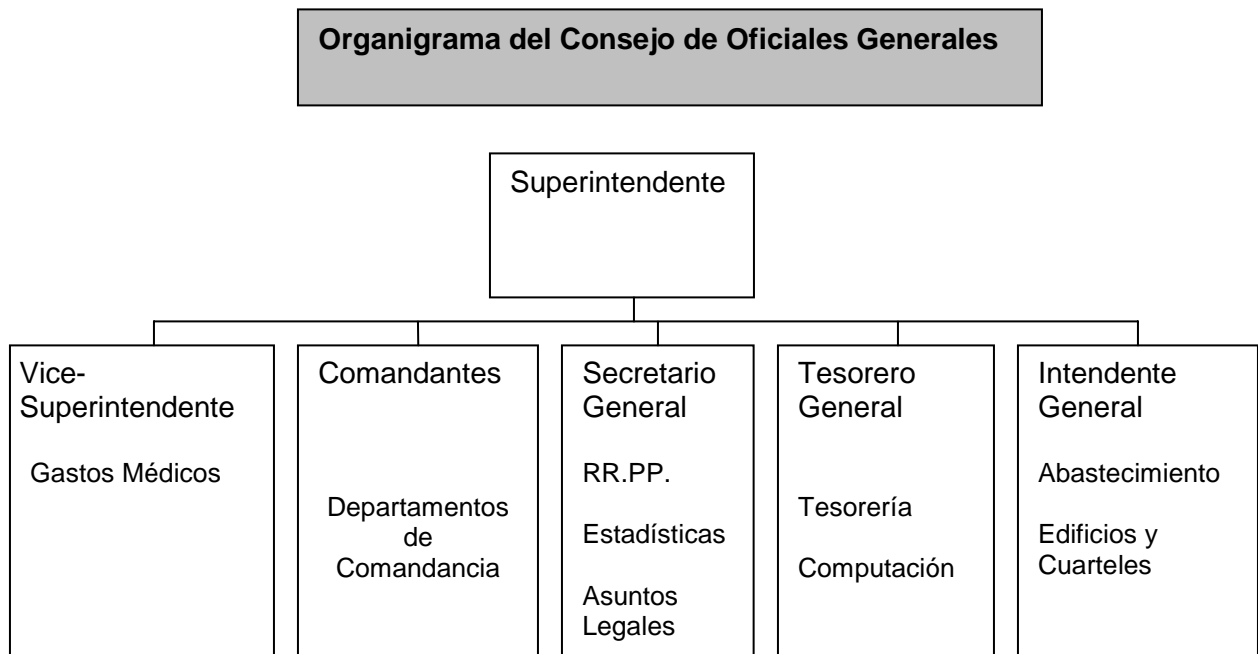 Organigrama del Consejo de Oficiales Generales
Superintendente
Vice-
Superintendente
Gastos Médicos
Comandantes
Departamentos
de
Comandancia
Secretario
General
RR.PP.
Estadísticas
Asuntos
Legales
Tesorero
General
Tesorería
Computación
Intendente
General
Abastecimiento
Edificios y
Cuarteles